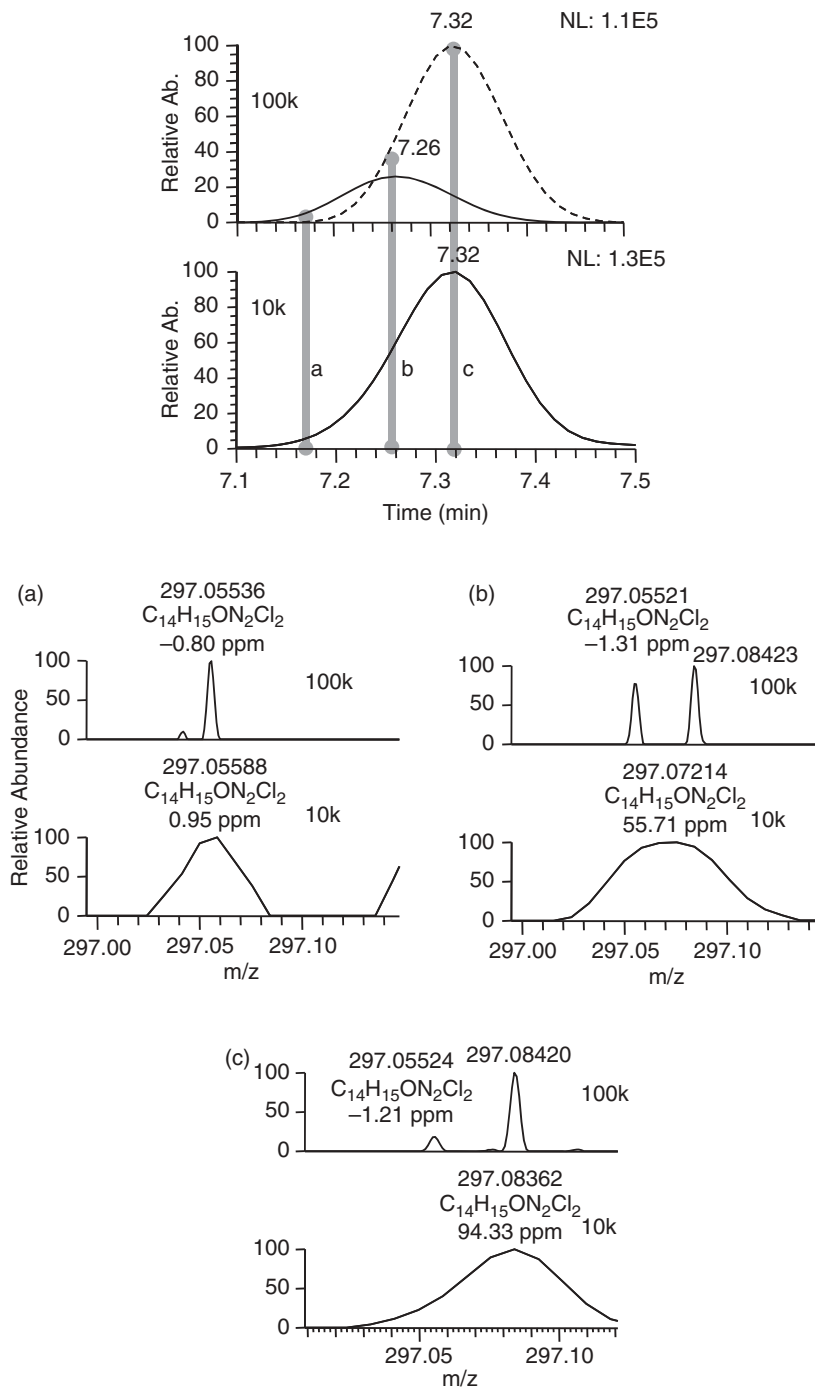 7.32
NL: 1.1E5
Relative Ab.
100
80
60
40
20
0
100k
7.26
7.32
NL: 1.3E5
Relative Ab.
100
80
60
40
20
0
10k
a
b
c
7.1
7.2
7.3
7.4
7.5
Time (min)
(a)
297.05536
C₁₄H₁₅ON₂Cl₂
–0.80 ppm
100
50
0
100k
297.05588
C₁₄H₁₅ON₂Cl₂
0.95 ppm
10k
100
50
0
Relative Abundance
297.00
297.05
297.10
m/z
(b)
297.05521
C₁₄H₁₅ON₂Cl₂
–1.31 ppm
297.08423
100k
100
50
0
297.07214
C₁₄H₁₅ON₂Cl₂
55.71 ppm
10k
100
50
0
297.00
297.05
297.10
m/z
(c)
297.05524
C₁₄H₁₅ON₂Cl₂
–1.21 ppm
297.08420
100k
100
50
0
297.08362
C₁₄H₁₅ON₂Cl₂
94.33 ppm
10k
100
50
0
297.05
297.10
m/z